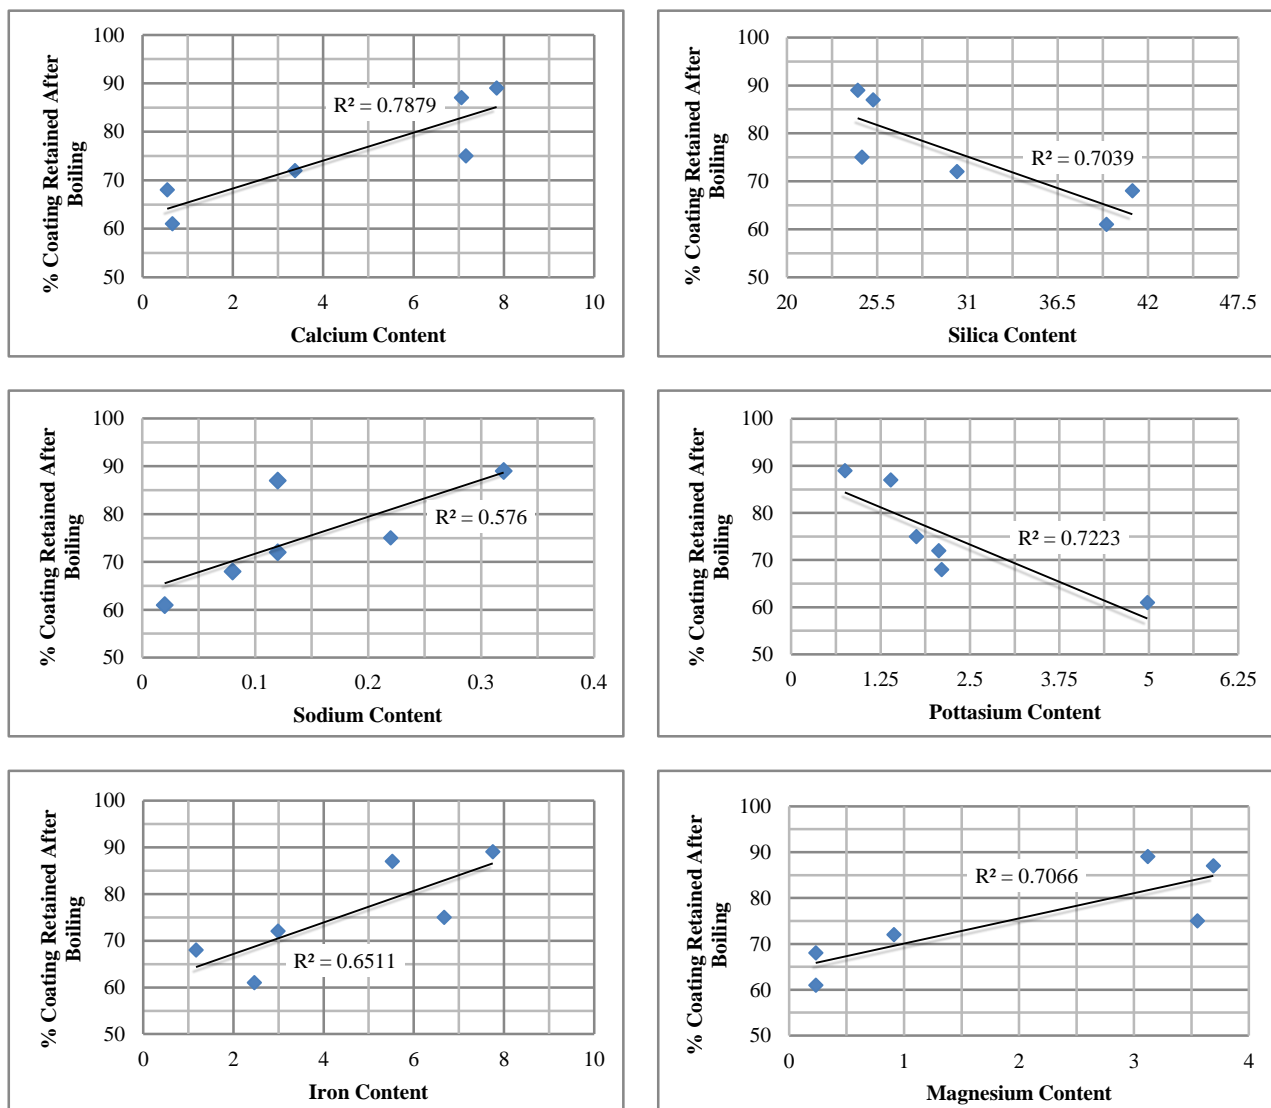 % Coating Retained After
Boiling
100
90
80
70
60
50
R² = 0.7879
0 2 4 6 8 10
Calcium Content
% Coating Retained After
Boiling
100
90
80
70
60
50
R² = 0.7039
20 25.5 31 36.5 42 47.5
Silica Content
% Coating Retained After
Boiling
100
90
80
70
60
50
R² = 0.576
0 0.1 0.2 0.3 0.4
Sodium Content
% Coating Retained After
Boiling
100
90
80
70
60
50
R² = 0.7223
0 1.25 2.5 3.75 5 6.25
Pottasium Content
% Coating Retained After
Boiling
100
90
80
70
60
50
R² = 0.6511
0 2 4 6 8 10
Iron Content
% Coating Retained After
Boiling
100
90
80
70
60
50
R² = 0.7066
0 1 2 3 4
Magnesium Content